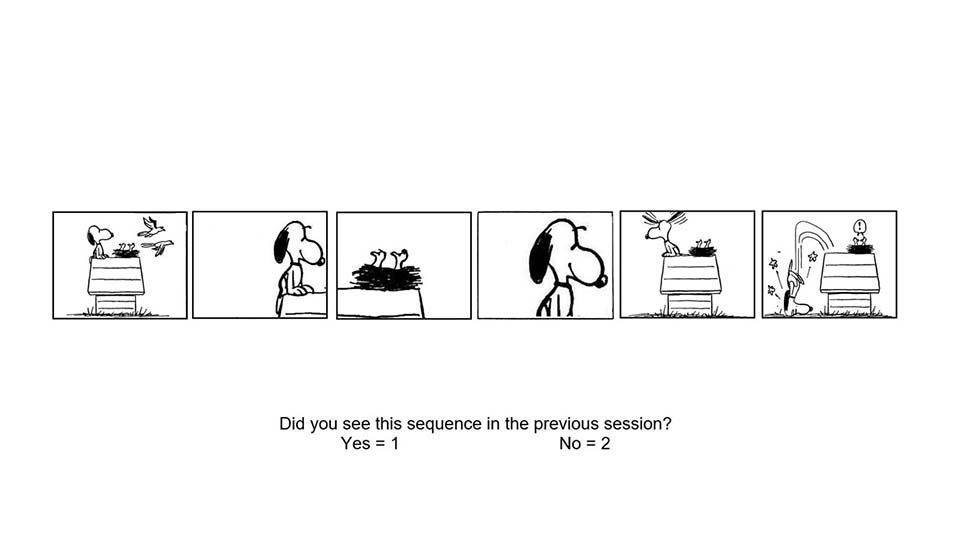 !
Did you see this sequence in the previous session?
Yes = 1 No = 2